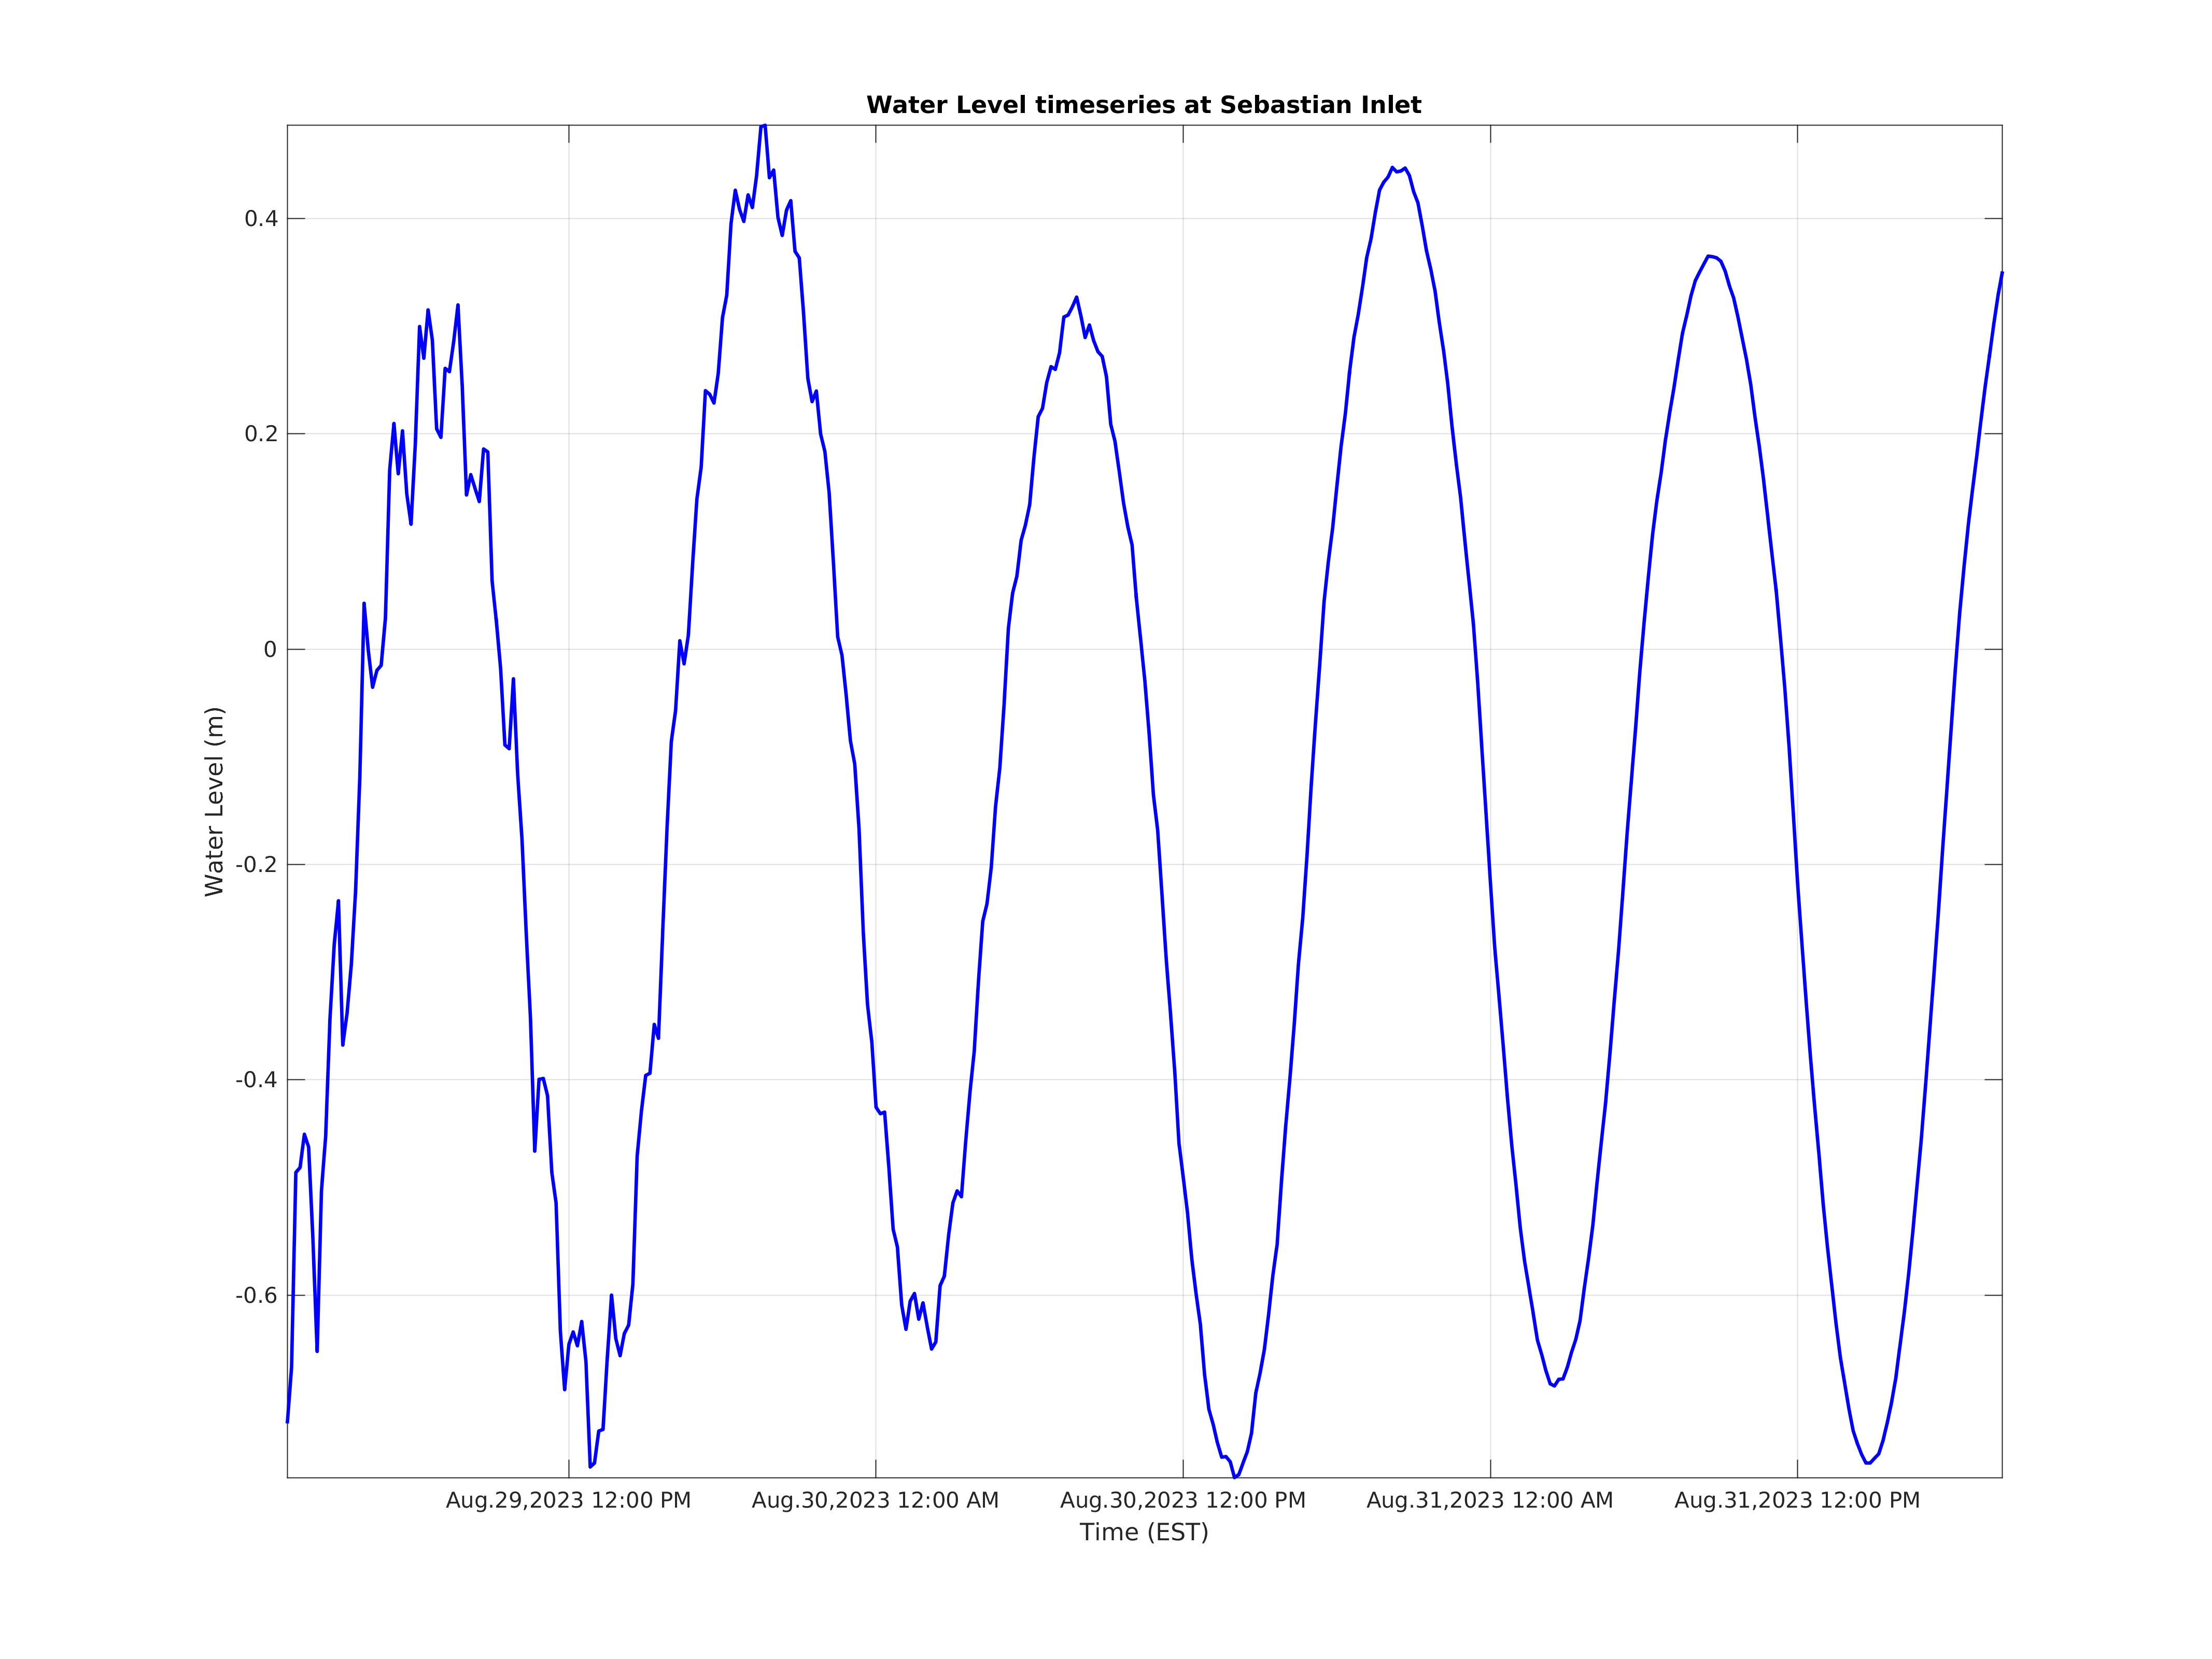 Water Level timeseries at Sebastian Inlet
0.4
0.2
0
-0.2
-0.4
-0.6
Water Level (m)
Aug.29,2023 12:00 PM
Aug.30,2023 12:00 AM
Aug.30,2023 12:00 PM
Aug.31,2023 12:00 AM
Aug.31,2023 12:00 PM
Time (EST)